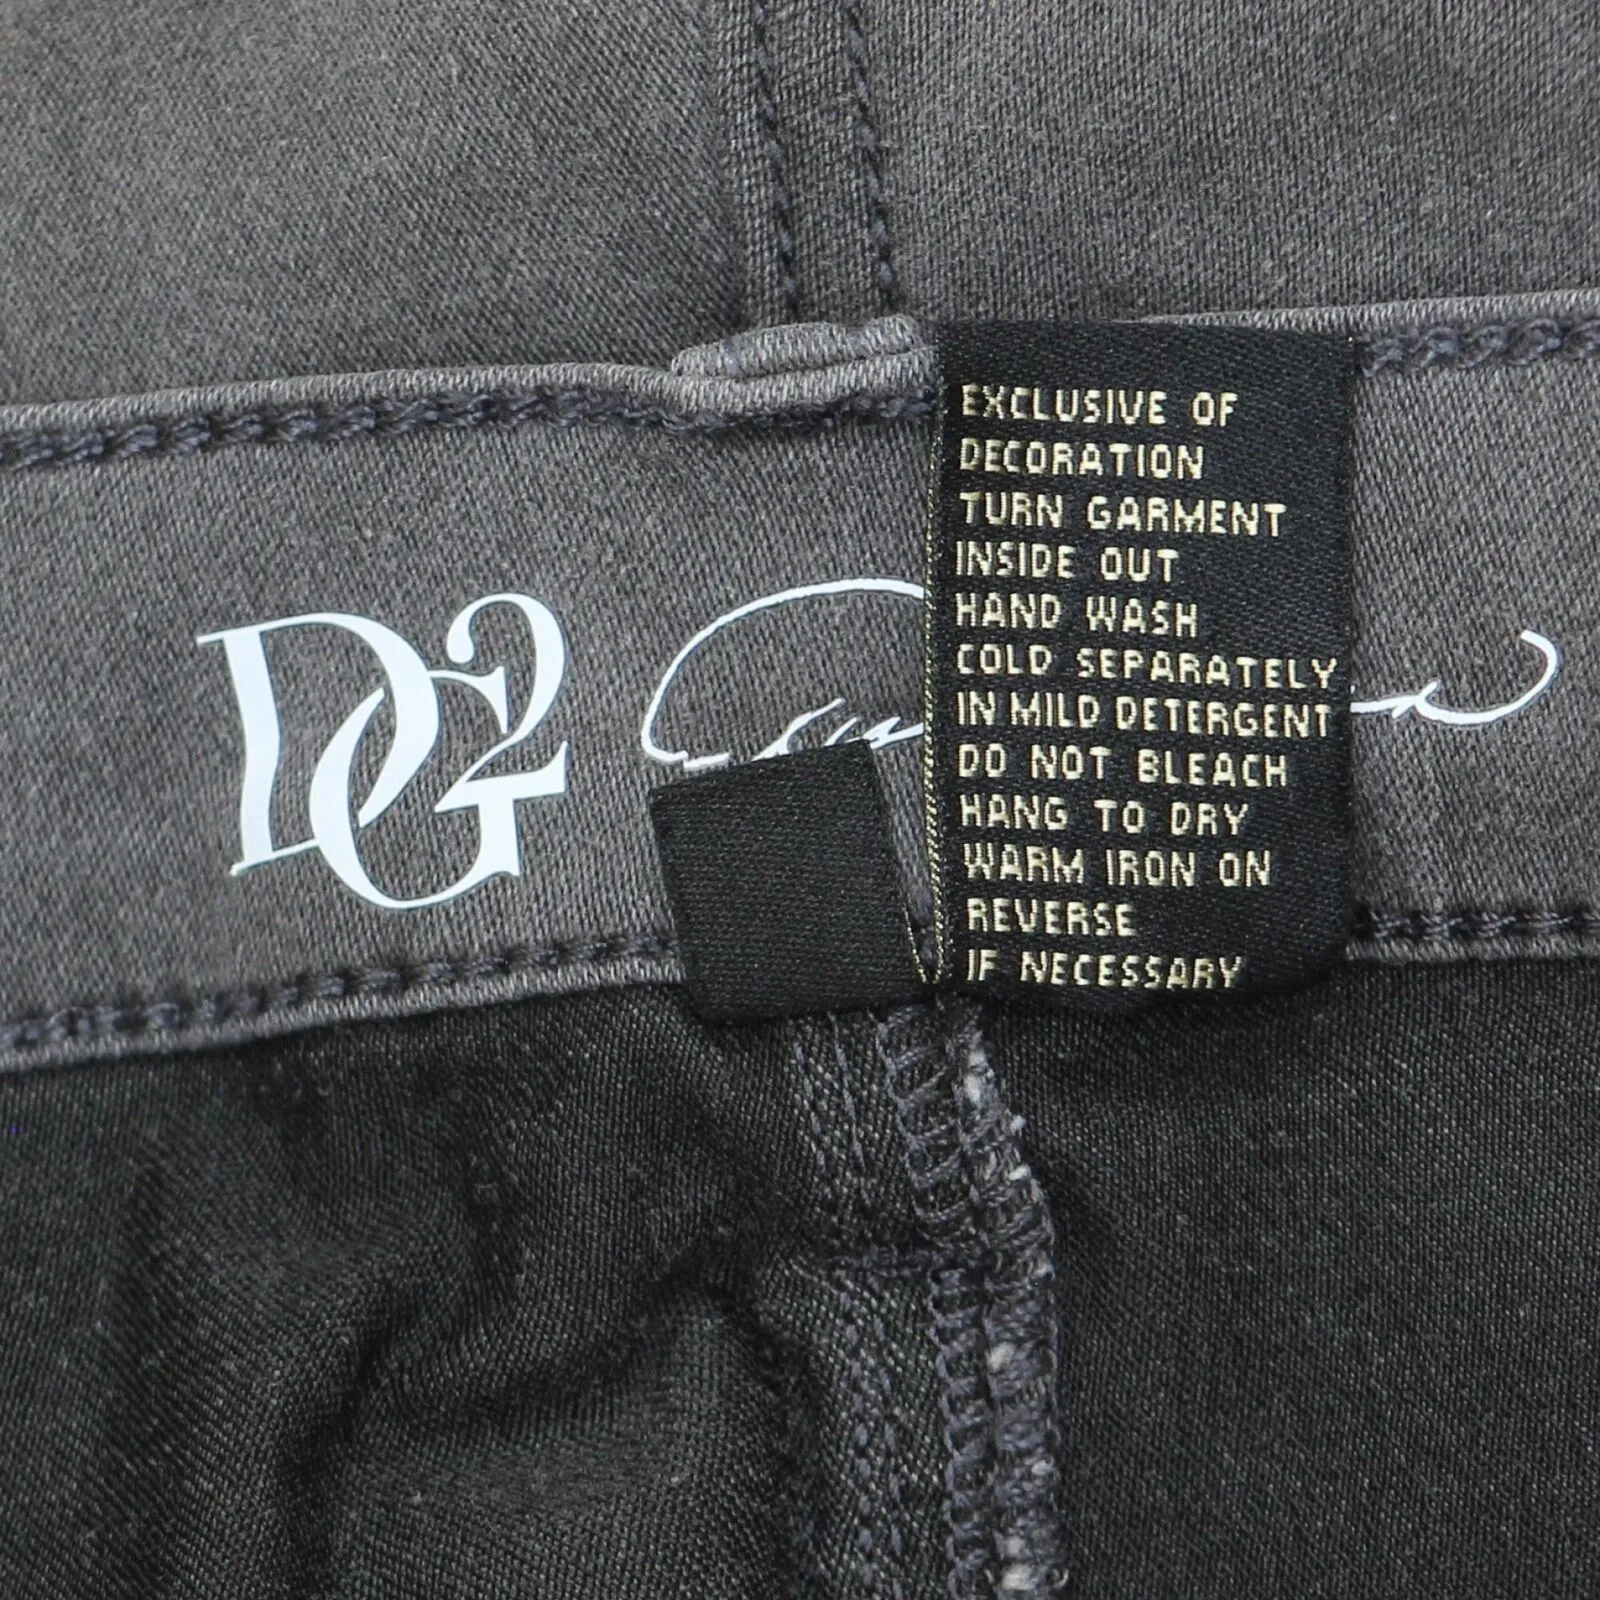 DG2
EXCLUSIVE OF
DECORATION
TURN GARMENT
INSIDE OUT
HAND WASH
COLD SEPARATELY
IN MILD DETERGENT
DO NOT BLEACH
HANG TO DRY
WARM IRON ON
REVERSE
IF NECESSARY